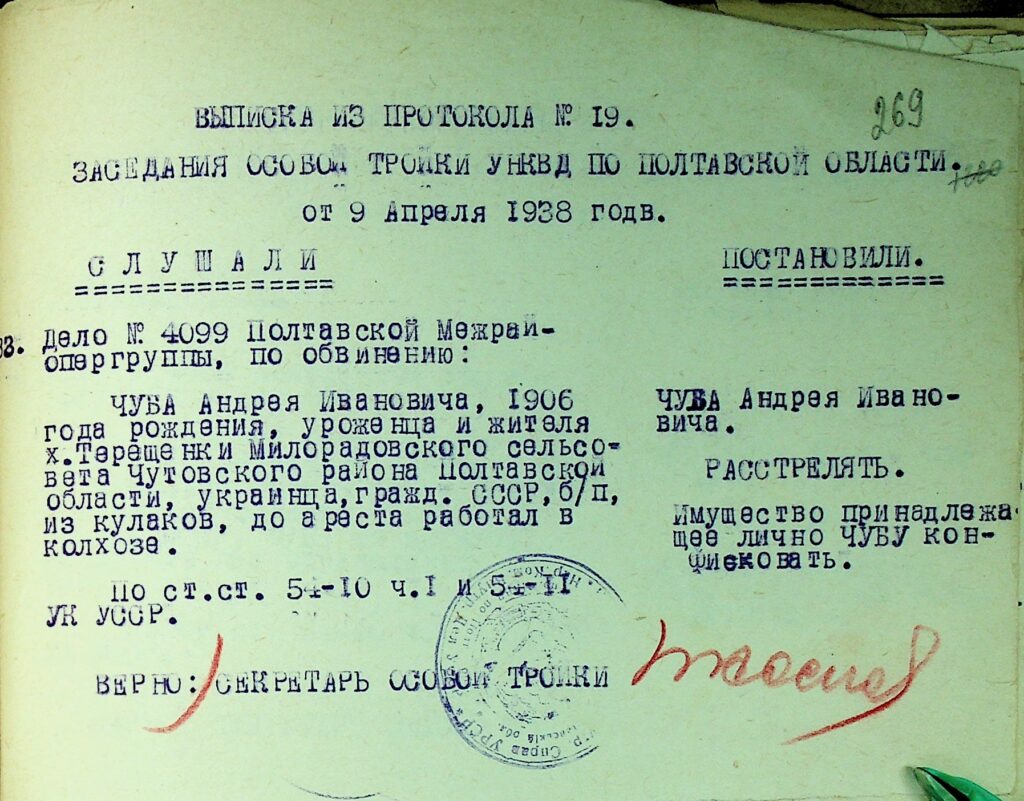 269
ВЫПИСКА ИЗ ПРОТОКОЛА № 19.
ЗАСЕДАНИЯ ОСОБОЙ ТРОЙКИ УНКВД ПО ПОЛТАВСКОЙ ОБЛАСТИ.
от 9 Апреля 1938 годв.
С Л У Ш А Л И
ПОСТАНОВИЛИ.
Дело № 4099 Полтавской Межрай-
опергруппы, по обвинению:
ЧУБА Андрея Ивановича, 1906
года рождения, уроженца и жителя
х.Терещенки Милорадовского сельсо-
вета Чутовского района Полтавской
области, украинца,гражд. СССР,б/п,
из кулаков, до ареста работал в
колхозе.
По ст.ст. 54-10 ч.I и 54-II
УК УССР.
ЧУБА Андрея Ивано-
вича.
РАССТРЕЛЯТЬ.
Имущество принадлежа
щее лично ЧУБУ кон-
фисковать.
ВЕРНО: СЕКРЕТАРЬ ОСОБОЙ ТРОЙКИ